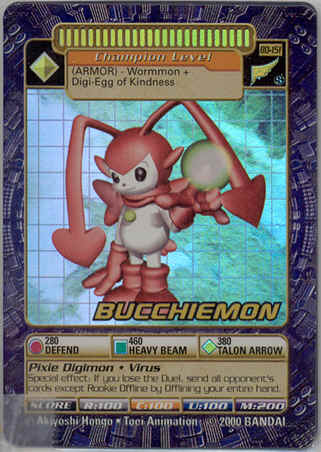 Champion Level
BO-151
(ARMOR) - Wormmon +
Digi-Egg of Kindness
BUCCHIEMON
280 DEFEND 460 HEAVY BEAM 380 TALON ARROW
Pixie Digimon • Virus
Special effect: If you lose the Duel, send all opponent's
cards except Rookie Offline by Offlining your entire hand.
SCORE R:100 C:100 U:100 M:200
Akiyoshi Hongo • Toei Animation © 2000 BANDAI